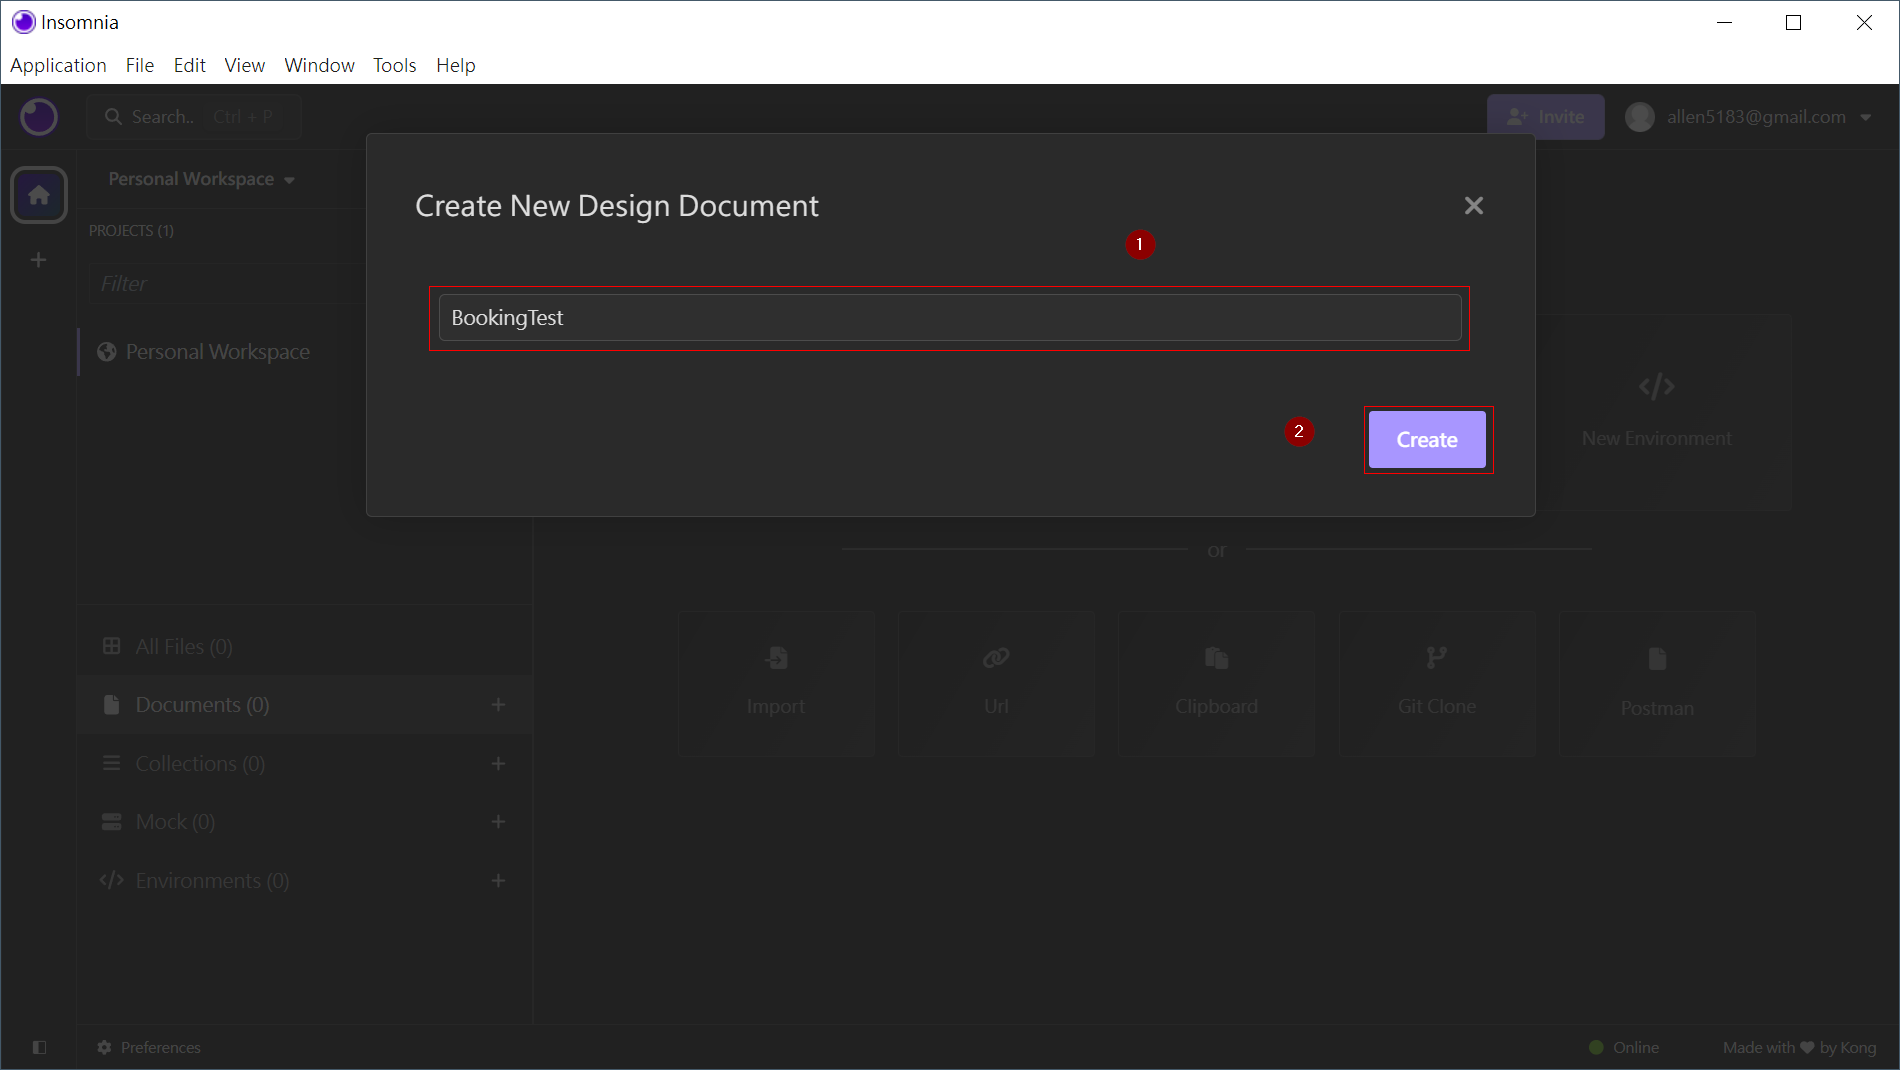 Insomnia
Application File Edit View Window Tools Help
Search.. Ctrl + P
Invite
allen5183@gmail.com
Personal Workspace
PROJECTS (1)
Filter
Personal Workspace
Create New Design Document
1
BookingTest
2
Create
New Environment
or
All Files (0)
Documents (0)
Collections (0)
Mock (0)
Environments (0)
Import
Url
Clipboard
Git Clone
Postman
Preferences
Online
Made with by Kong